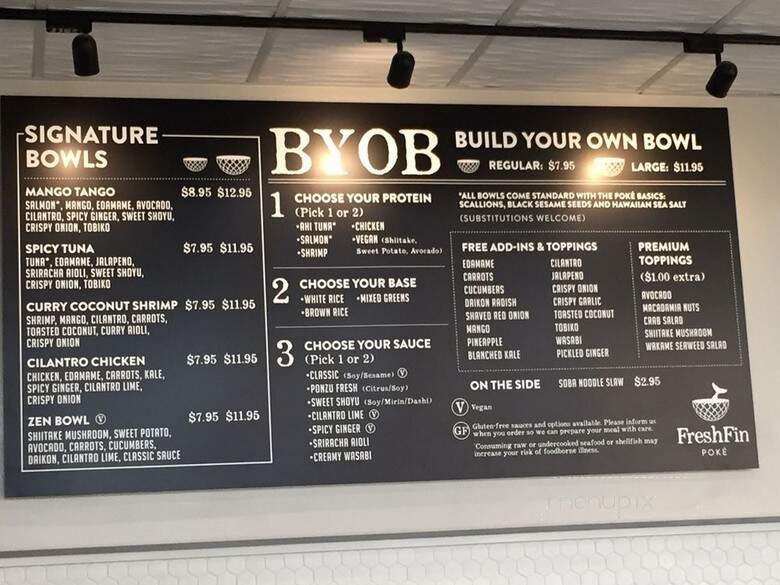 SIGNATURE
BOWLS
MANGO TANGO $8.95 $12.95
SALMON*, MANGO, EDAMAME, AVOCADO,
CILANTRO, SPICY GINGER, SWEET SHOYU,
CRISPY ONION, TOBIKO
SPICY TUNA $7.95 $11.95
TUNA*, EDAMAME, JALAPENO,
SRIRACHA AIOLI, SWEET SHOYU,
CRISPY ONION, TOBIKO
CURRY COCONUT SHRIMP $7.95 $11.95
SHRIMP, MANGO, CILANTRO, CARROTS,
TOASTED COCONUT, CURRY AIOLI,
CRISPY ONION
CILANTRO CHICKEN $7.95 $11.95
CHICKEN, EDAMAME, CARROTS, KALE,
SPICY GINGER, CILANTRO LIME,
CRISPY ONION
ZEN BOWL V $7.95 $11.95
SHIITAKE MUSHROOM, SWEET POTATO,
AVOCADO, CARROTS, CUCUMBERS,
DAIKON, CILANTRO LIME, CLASSIC SAUCE
BYOB BUILD YOUR OWN BOWL
REGULAR: $7.95 LARGE: $11.95
1 CHOOSE YOUR PROTEIN
(Pick 1 or 2)
•AHI TUNA* •CHICKEN
•SALMON* •VEGAN (Shiitake,
•SHRIMP Sweet Potato, Avocado)
2 CHOOSE YOUR BASE
•WHITE RICE •MIXED GREENS
•BROWN RICE
3 CHOOSE YOUR SAUCE
(Pick 1 or 2)
•CLASSIC (Soy/Sesame) V
•PONZU FRESH (Citrus/Soy)
•SWEET SHOYU (Soy/Mirin/Dashi)
•CILANTRO LIME V
•SPICY GINGER V
•SRIRACHA AIOLI
•CREAMY WASABI
*ALL BOWLS COME STANDARD WITH THE POKÉ BASICS:
SCALLIONS, BLACK SESAME SEEDS AND HAWAIIAN SEA SALT
(SUBSTITUTIONS WELCOME)
FREE ADD-INS & TOPPINGS
EDAMAME
CARROTS
CUCUMBERS
DAIKON RADISH
SHAVED RED ONION
MANGO
PINEAPPLE
BLANCHED KALE
CILANTRO
JALAPENO
CRISPY ONION
CRISPY GARLIC
TOASTED COCONUT
TOBIKO
WASABI
PICKLED GINGER
PREMIUM
TOPPINGS
($1.00 extra)
AVOCADO
MACADAMIA NUTS
CRAB SALAD
SHIITAKE MUSHROOM
WAKAME SEAWEED SALAD
ON THE SIDE SOBA NOODLE SLAW $2.95
V Vegan
GF Gluten-free sauces and options available. Please inform us
when you order so we can prepare your meal with care.
*Consuming raw or undercooked seafood or shellfish may
increase your risk of foodborne illness.
FreshFin
POKÉ
menupix